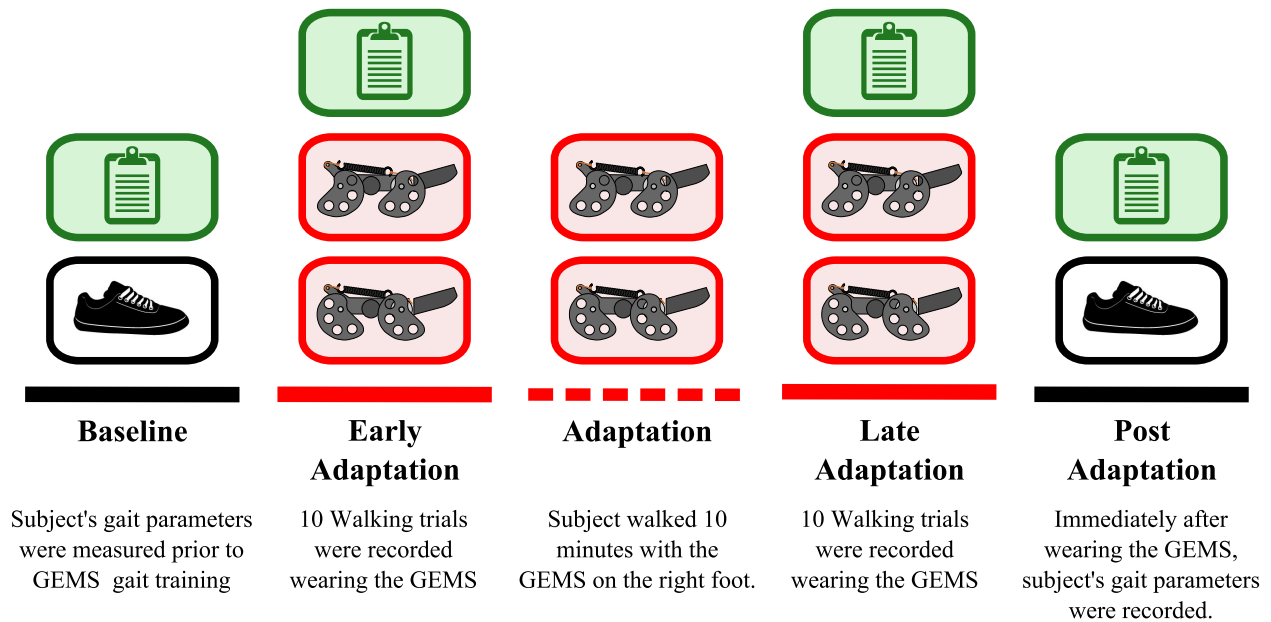 Baseline
Subject's gait parameters
were measured prior to
GEMS gait training
Early
Adaptation
10 Walking trials
were recorded
wearing the GEMS
Adaptation
Subject walked 10
minutes with the
GEMS on the right foot.
Late
Adaptation
10 Walking trials
were recorded
wearing the GEMS
Post
Adaptation
Immediately after
wearing the GEMS,
subject's gait parameters
were recorded.